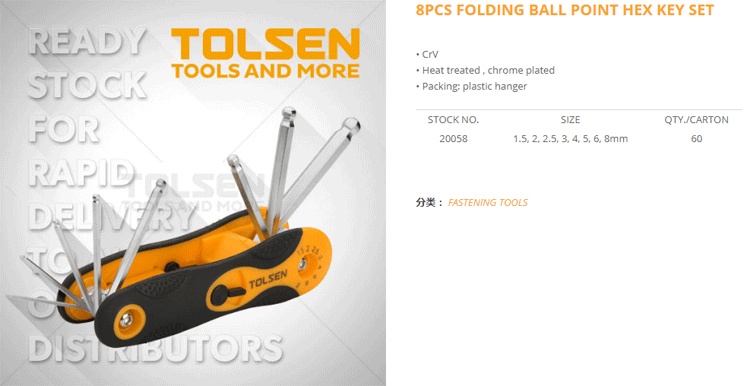 READY
STOCK
FOR
RAPID
DELIVERY
TO
DISTRIBUTORS
TOLSEN
TOOLS AND MORE
TOLSEN
TOOLS AND MORE
TOLSEN
8PCS FOLDING BALL POINT HEX KEY SET
• CrV
• Heat treated , chrome plated
• Packing: plastic hanger
STOCK NO. SIZE QTY./CARTON
20058 1.5, 2, 2.5, 3, 4, 5, 6, 8mm 60
分类： FASTENING TOOLS